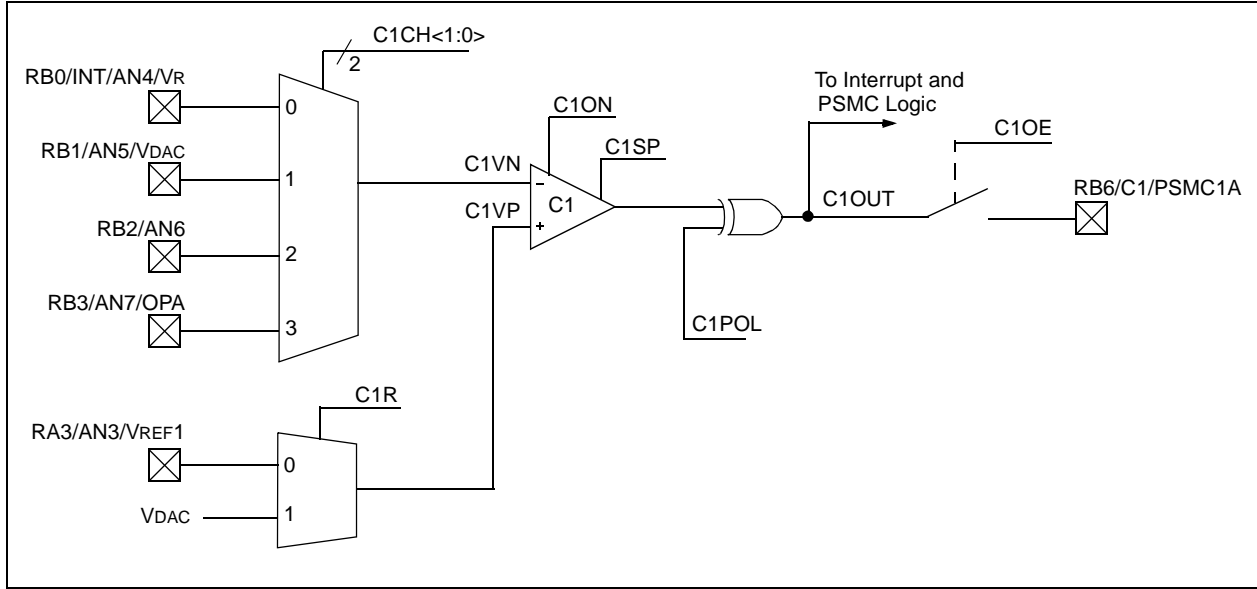 C1CH<1:0>
2
RB0/INT/AN4/VR
0
RB1/AN5/VDAC
1
RB2/AN6
2
RB3/AN7/OPA
3
C1R
RA3/AN3/VREF1
0
VDAC
1
C1ON
C1SP
C1VN
–
C1
C1VP
+
C1POL
To Interrupt and
PSMC Logic
C1OUT
C1OE
RB6/C1/PSMC1A